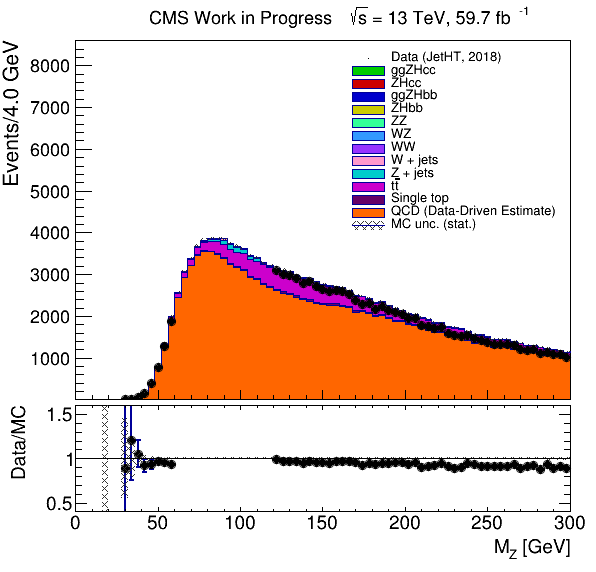 CMS Work in Progress √s = 13 TeV, 59.7 fb⁻¹
Events/4.0 GeV
8000
7000
6000
5000
4000
3000
2000
1000
Data (JetHT, 2018)
ggZHcc
ZHcc
ggZHbb
ZHbb
ZZ
WZ
WW
W + jets
Z + jets
tt̅
Single top
QCD (Data-Driven Estimate)
MC unc. (stat.)
Data/MC
1.5
1
0.5
0 50 100 150 200 250 300
M_Z [GeV]